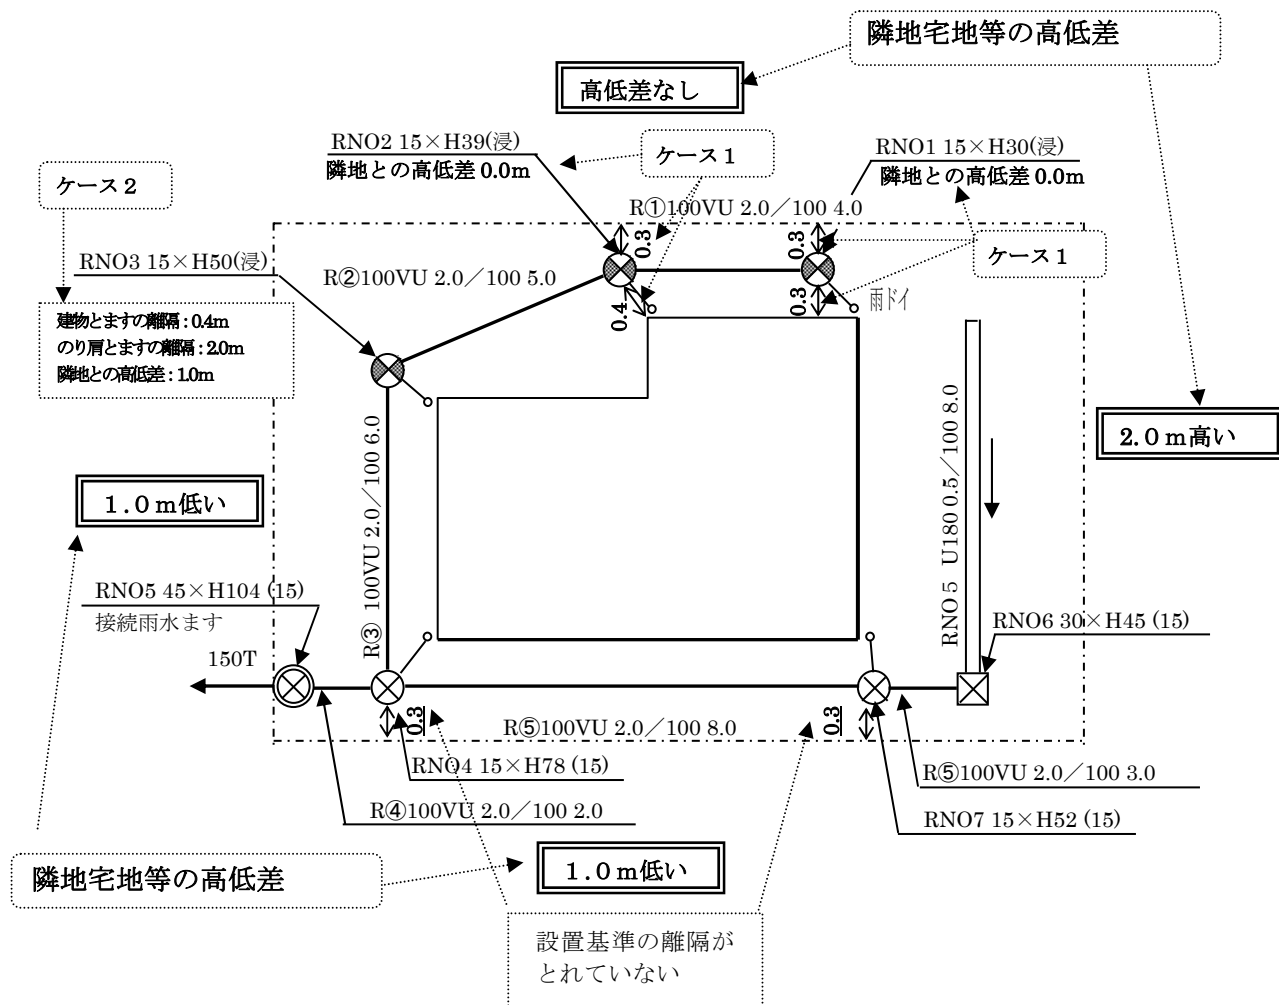 隣地宅地等の高低差
高低差なし
RNO2 15×H39(浸)
隣地との高低差 0.0m
ケース１
RNO1 15×H30(浸)
隣地との高低差 0.0m
ケース２
R①100VU 2.0／100 4.0
0.3
0.3
ケース１
RNO3 15×H50(浸)
R②100VU 2.0／100 5.0
0.4
0.3
雨ドイ
建物とますの離隔：0.4m
のり肩とますの離隔：2.0m
隣地との高低差：1.0m
2.０ｍ高い
R③ 100VU 2.0／100 6.0
RNO５ U180 0.5／100 8.0
１.０ｍ低い
RNO5 45×H104 (15)
接続雨水ます
RNO6 30×H45 (15)
150T
0.3
R⑤100VU 2.0／100 8.0
0.3
RNO4 15×H78 (15)
R⑤100VU 2.0／100 3.0
R④100VU 2.0／100 2.0
RNO7 15×H52 (15)
隣地宅地等の高低差
１.０ｍ低い
設置基準の離隔が
とれていない